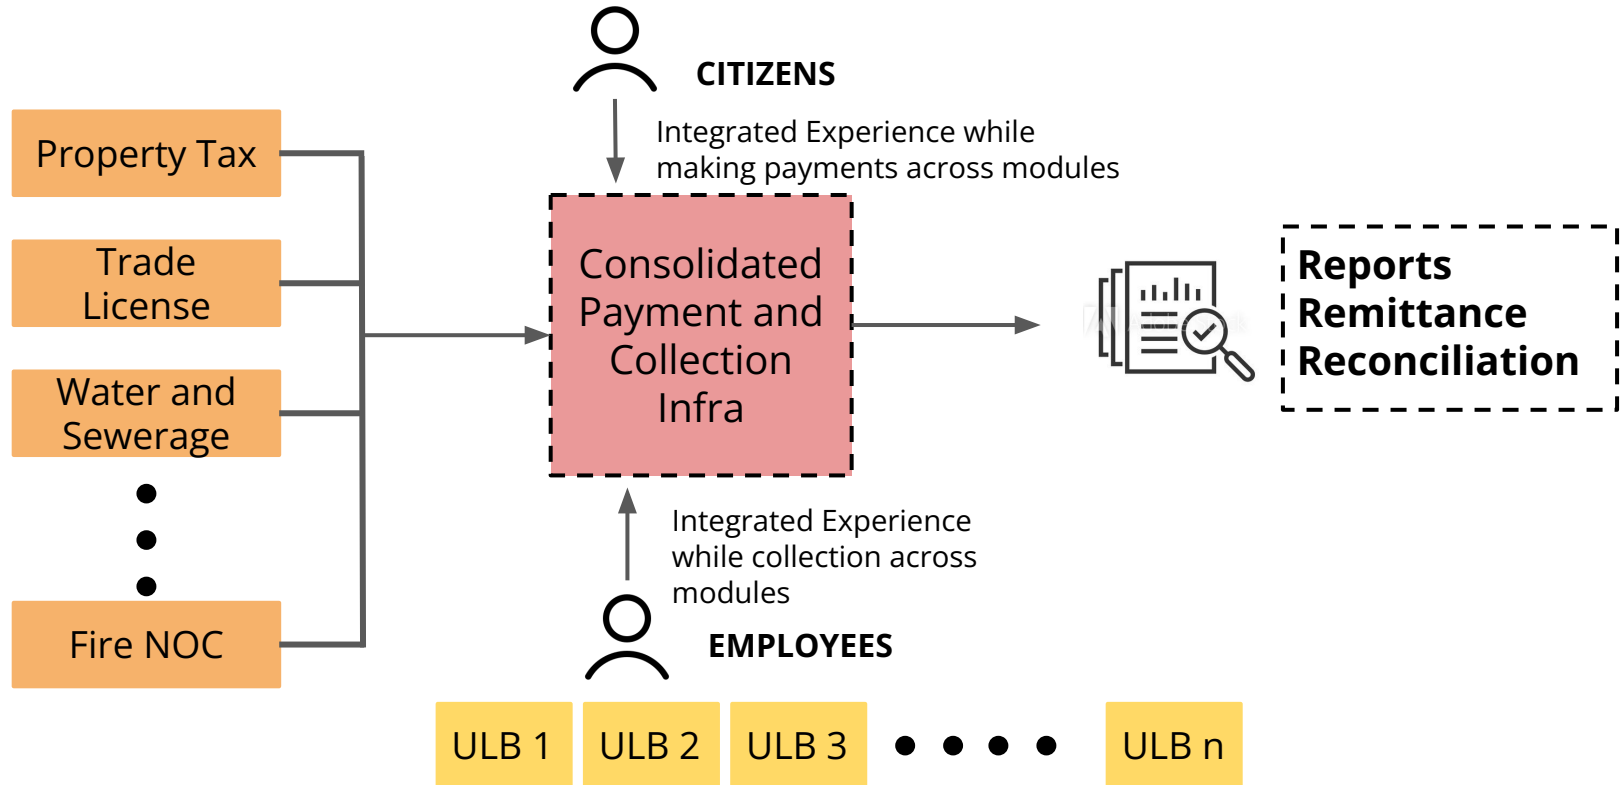 CITIZENS
Integrated Experience while
making payments across modules
Property Tax
Trade
License
Water and
Sewerage
Fire NOC
Consolidated
Payment and
Collection
Infra
Reports
Remittance
Reconciliation
Integrated Experience
while collection across
modules
EMPLOYEES
ULB 1
ULB 2
ULB 3
ULB n